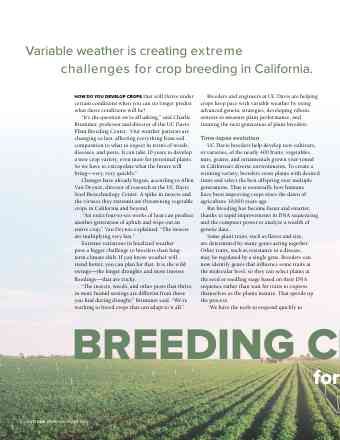 Variable weather is creating extreme
challenges for crop breeding in California.
HOW DO YOU DEVELOP CROPS that will thrive under
certain conditions when you can no longer predict
what those conditions will be?
"It's the question we're all asking," said Charlie
Brummer, professor and director of the UC Davis
Plant Breeding Center. "Our weather patterns are
changing so fast, affecting everything from soil
composition to what to expect in terms of weeds,
diseases, and pests. It can take 10 years to develop
a new crop variety, even more for perennial plants.
So we have to extrapolate what the future will
bring—very, very quickly."
Changes have already begun, according to Allen
Van Deynze, director of research at the UC Davis
Seed Biotechnology Center. A spike in insects and
the viruses they transmit are threatening vegetable
crops in California and beyond.
"An extra four-to-six weeks of heat can produce
another generation of aphids and wipe out an
entire crop," Van Deynze explained. "The insects
are multiplying very fast."
Extreme variations in heat and weather
pose a bigger challenge to breeders than long-
term climate shift. If you know weather will
trend hotter, you can plan for that. It is the wild
swings—the longer droughts and more intense
floodings—that are tricky.
"The insects, weeds, and other pests that thrive
in more humid settings are different from those
you find during drought," Brummer said. "We're
working to breed crops that can adapt to it all."
Breeders and engineers at UC Davis are helping
crops keep pace with variable weather by using
advanced genetic strategies, developing robotic
sensors to measure plant performance, and
training the next generation of plant breeders.
Time-lapse evolution
UC Davis breeders help develop new cultivars,
or varieties, of the nearly 400 fruits, vegetables,
nuts, grains, and ornamentals grown year-round
in California's diverse environments. To create a
winning variety, breeders cross plants with desired
traits and select the best offspring over multiple
generations. That is essentially how humans
have been improving crops since the dawn of
agriculture 10,000 years ago.
But breeding has become faster and smarter,
thanks to rapid improvements in DNA sequencing
and the computer power to analyze a wealth of
genetic data.
Some plant traits, such as flavor and size,
are determined by many genes acting together.
Other traits, such as resistance to a disease,
may be regulated by a single gene. Breeders can
now identify genes that influence some traits at
the molecular level, so they can select plants at
the seed or seedling stage based on their DNA
sequence rather than wait for traits to express
themselves as the plants mature. That speeds up
the process.
"We have the tools to respond quickly to
BREEDING C
for